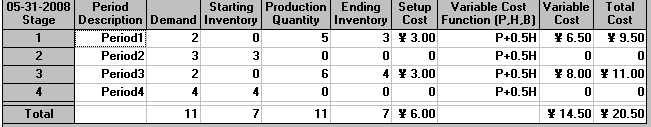 05-31-2008 Stage Period Description Demand Starting Inventory Production Quantity Ending Inventory Setup Cost Variable Cost Function (P,H,B) Variable Cost Total Cost
1 Period1 2 0 5 3 ¥ 3.00 P+0.5H ¥ 6.50 ¥ 9.50
2 Period2 3 3 0 0 0 P+0.5H 0 0
3 Period3 2 0 6 4 ¥ 3.00 P+0.5H ¥ 8.00 ¥ 11.00
4 Period4 4 4 0 0 0 P+0.5H 0 0
Total 11 7 11 7 ¥ 6.00 ¥ 14.50 ¥ 20.50